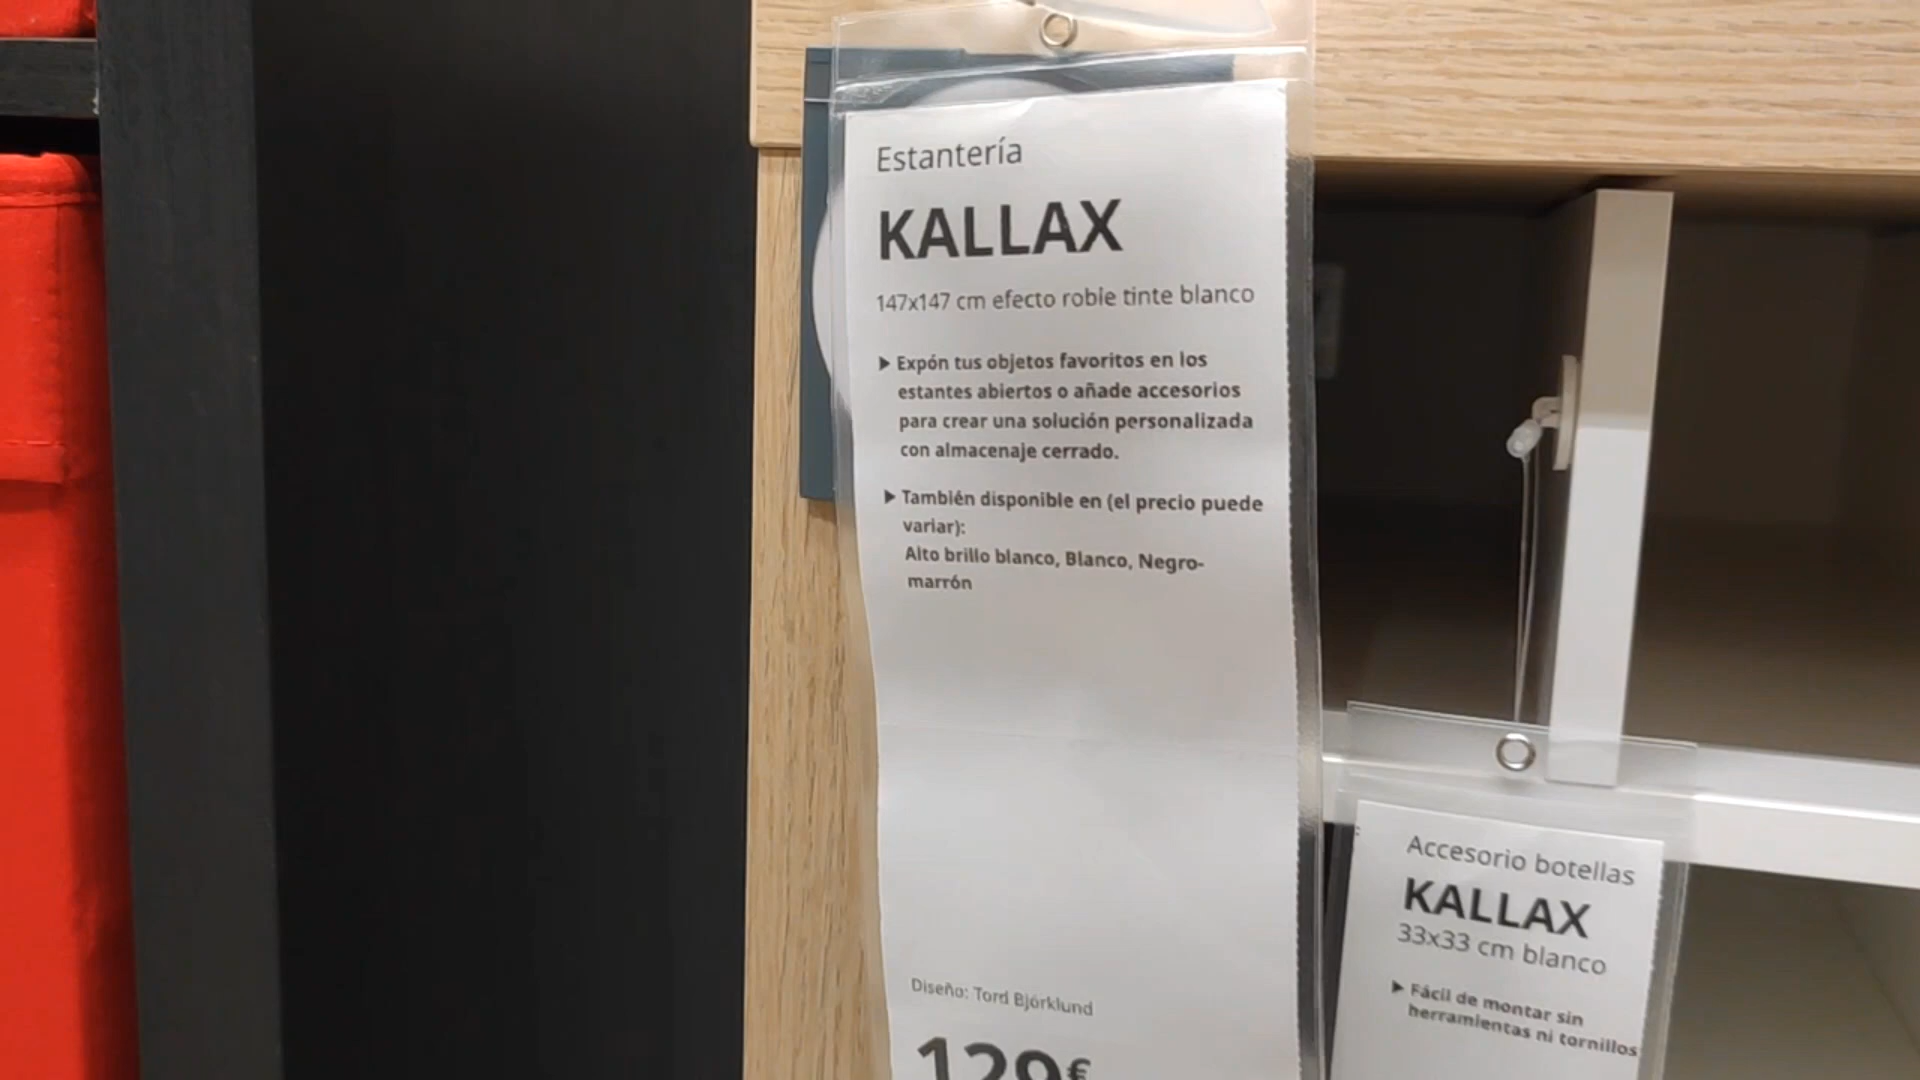 Estantería
KALLAX
147x147 cm efecto roble tinte blanco
▶ Expón tus objetos favoritos en los
estantes abiertos o añade accesorios
para crear una solución personalizada
con almacenaje cerrado.
▶ También disponible en (el precio puede
variar):
Alto brillo blanco, Blanco, Negro-
marrón
Diseño: Tord Björklund
129€
Accesorio botellas
KALLAX
33x33 cm blanco
▶ Fácil de montar sin
herramientas ni tornillos